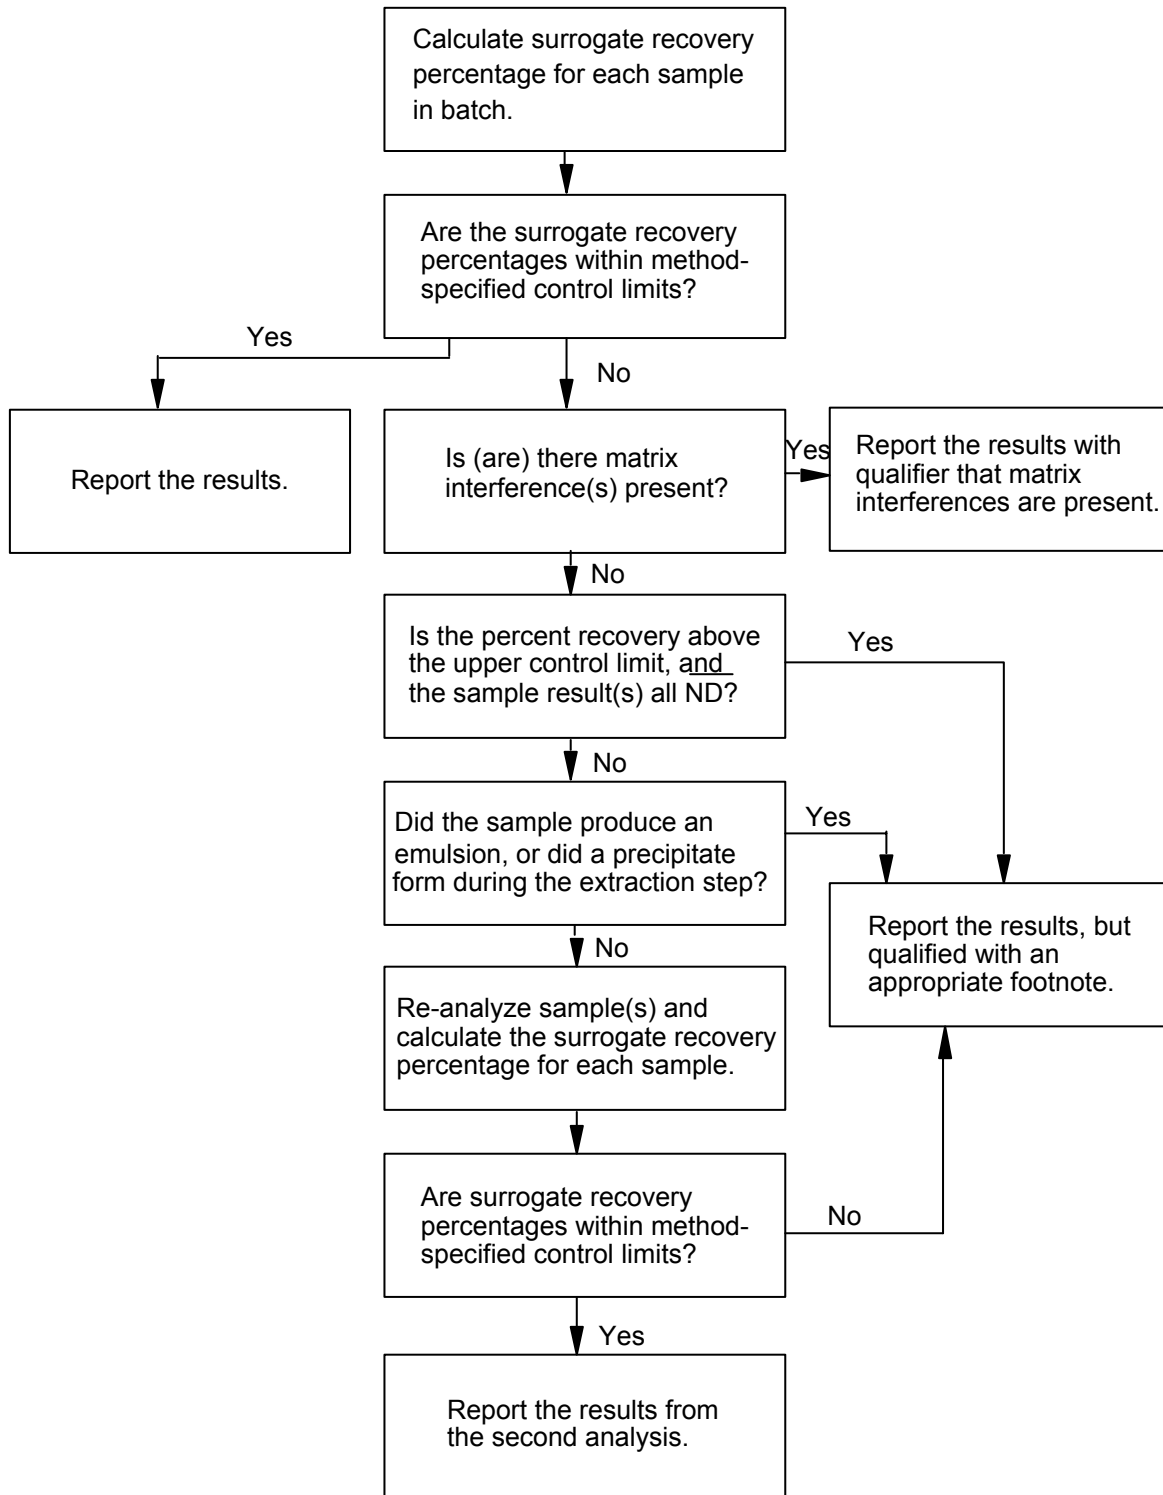 Calculate surrogate recovery
percentage for each sample
in batch.
Are the surrogate recovery
percentages within method-
specified control limits?
Yes
No
Report the results.
Is (are) there matrix
interference(s) present?
Yes
Report the results with
qualifier that matrix
interferences are present.
No
Is the percent recovery above
the upper control limit, and
the sample result(s) all ND?
Yes
No
Did the sample produce an
emulsion, or did a precipitate
form during the extraction step?
Yes
Report the results, but
qualified with an
appropriate footnote.
No
Re-analyze sample(s) and
calculate the surrogate recovery
percentage for each sample.
Are surrogate recovery
percentages within method-
specified control limits?
No
Yes
Report the results from
the second analysis.